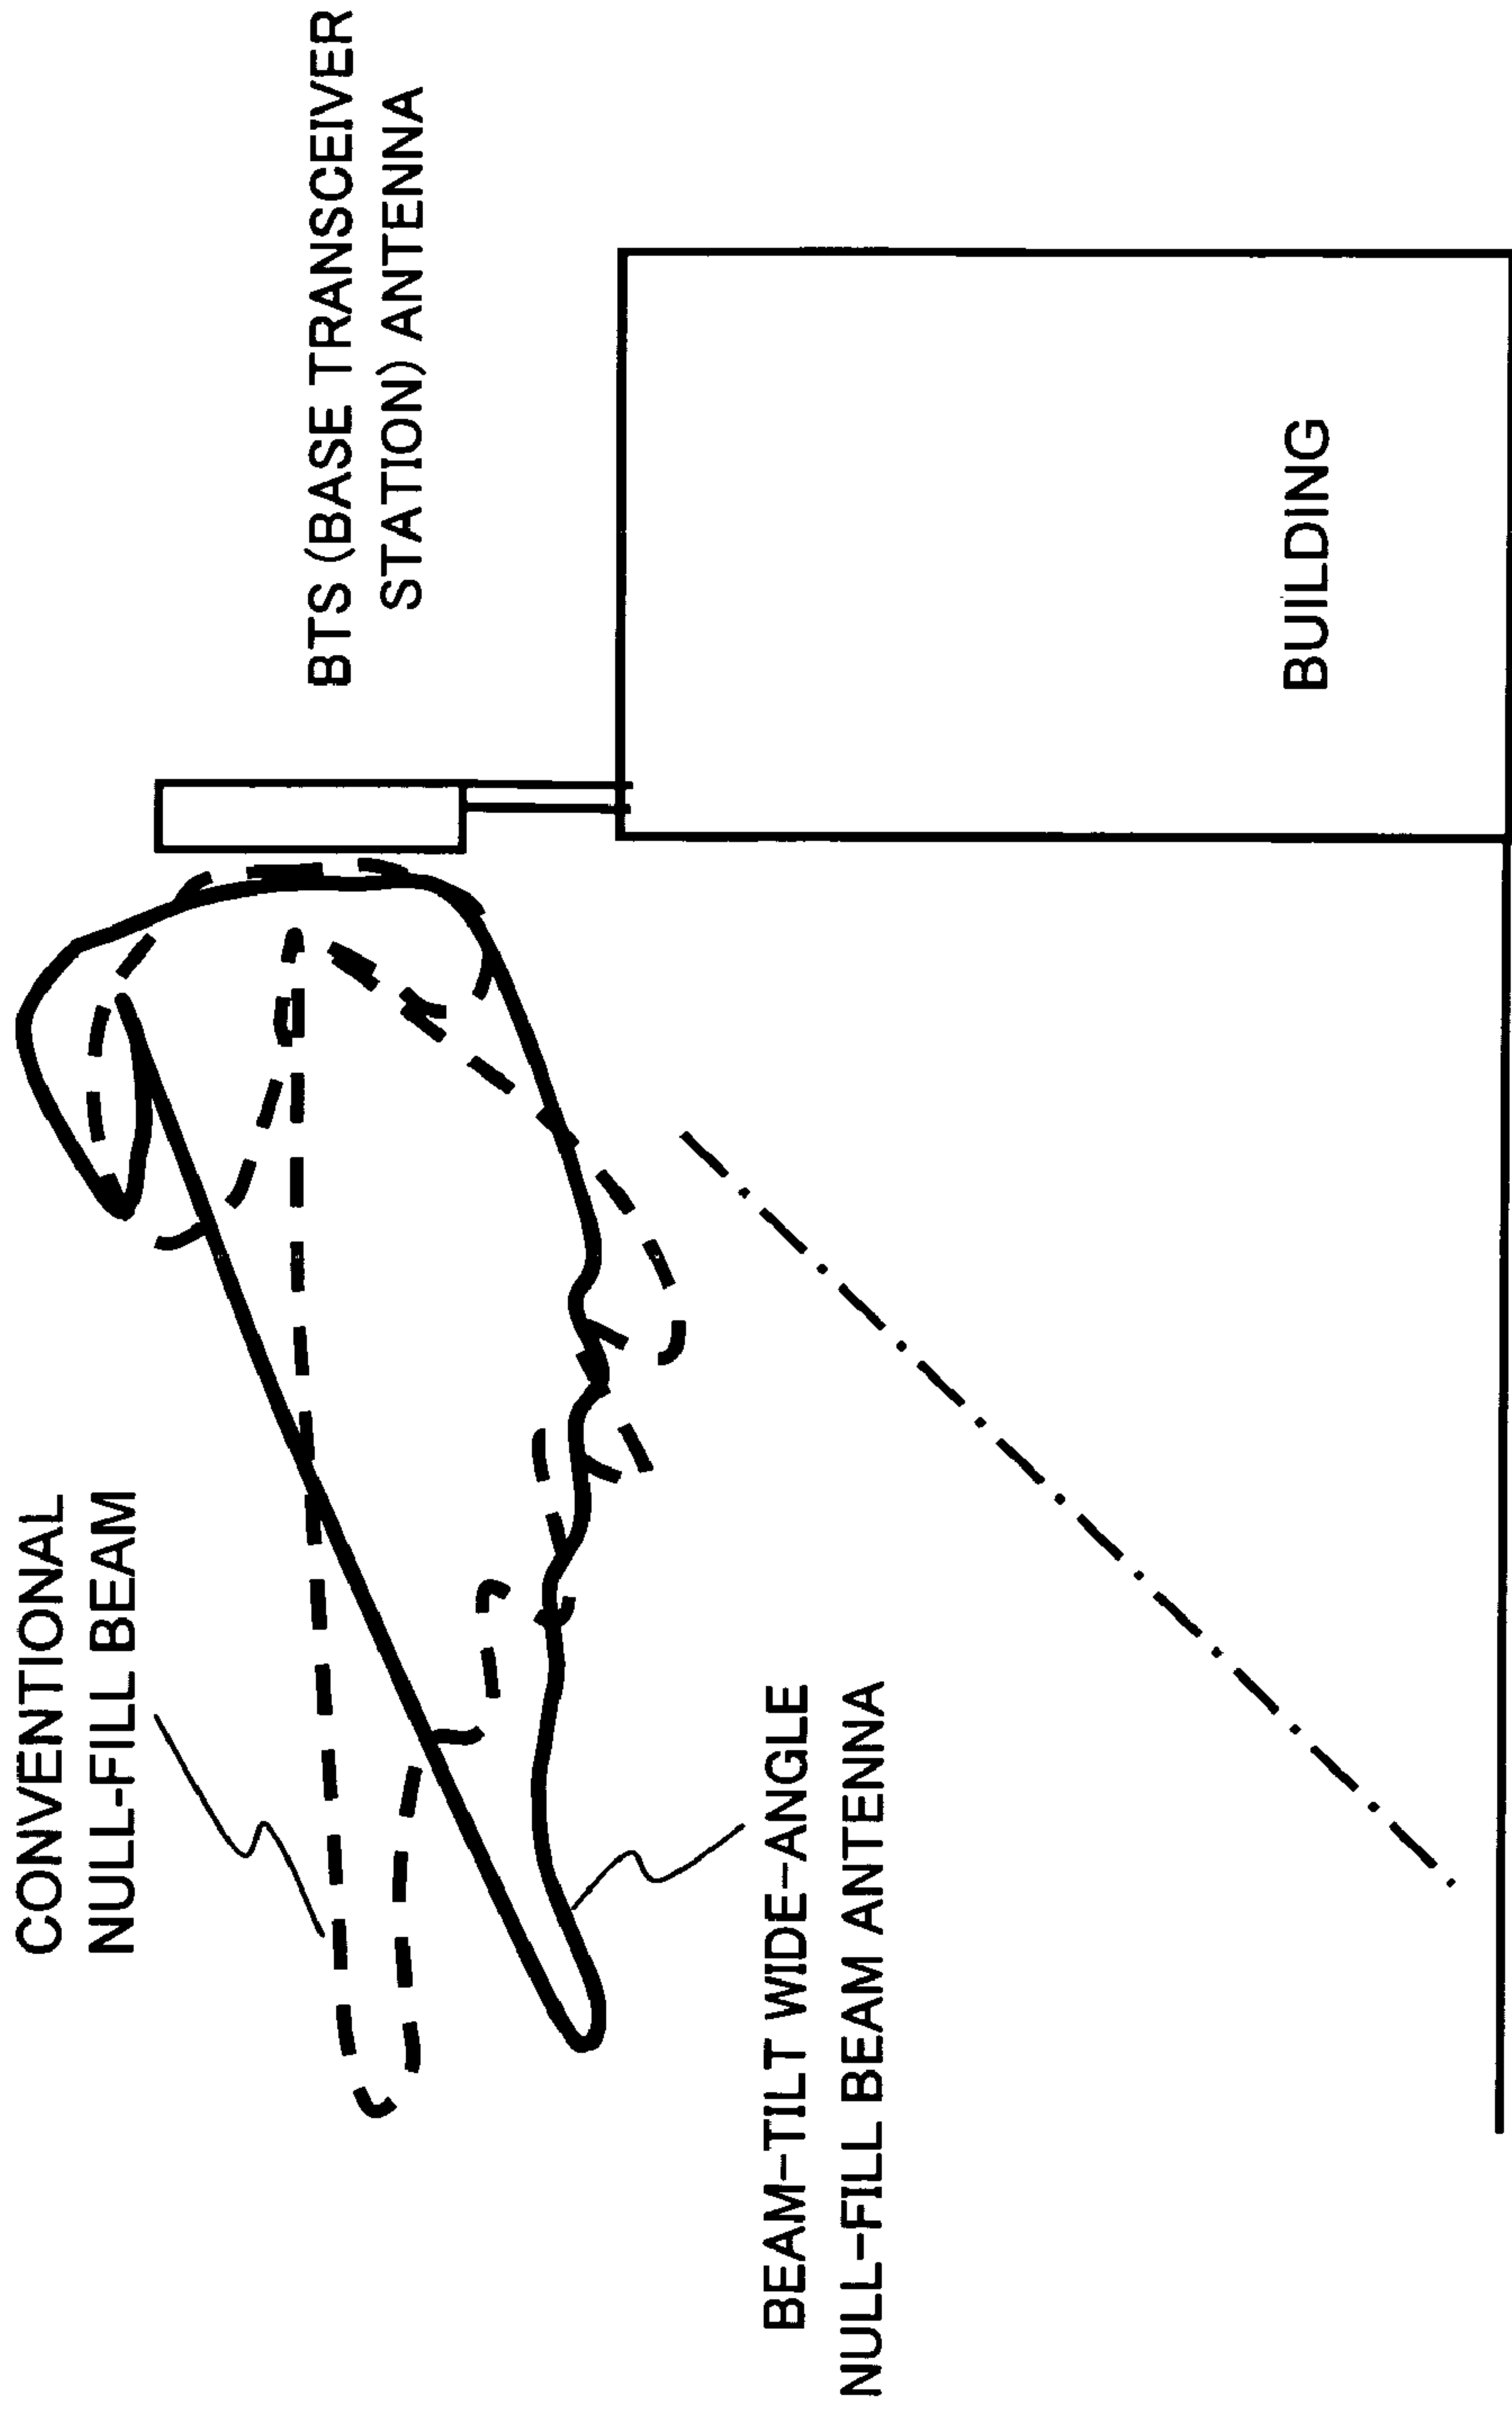 CONVENTIONAL
NULL-FILL BEAM
BTS (BASE TRANSCEIVER
STATION) ANTENNA
BEAM-TILT WIDE-ANGLE
NULL-FILL BEAM ANTENNA
BUILDING